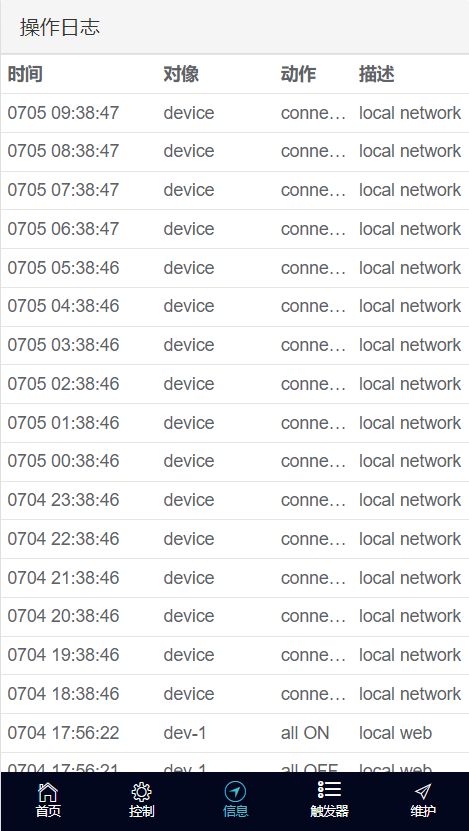 操作日志
时间 对像 动作 描述
0705 09:38:47 device conne… local network
0705 08:38:47 device conne… local network
0705 07:38:47 device conne… local network
0705 06:38:47 device conne… local network
0705 05:38:46 device conne… local network
0705 04:38:46 device conne… local network
0705 03:38:46 device conne… local network
0705 02:38:46 device conne… local network
0705 01:38:46 device conne… local network
0705 00:38:46 device conne… local network
0704 23:38:46 device conne… local network
0704 22:38:46 device conne… local network
0704 21:38:46 device conne… local network
0704 20:38:46 device conne… local network
0704 19:38:46 device conne… local network
0704 18:38:46 device conne… local network
0704 17:56:22 dev-1 all ON local web
0704 17:56:21 dev-1 all OFF local web
首页 控制 信息 触发器 维护